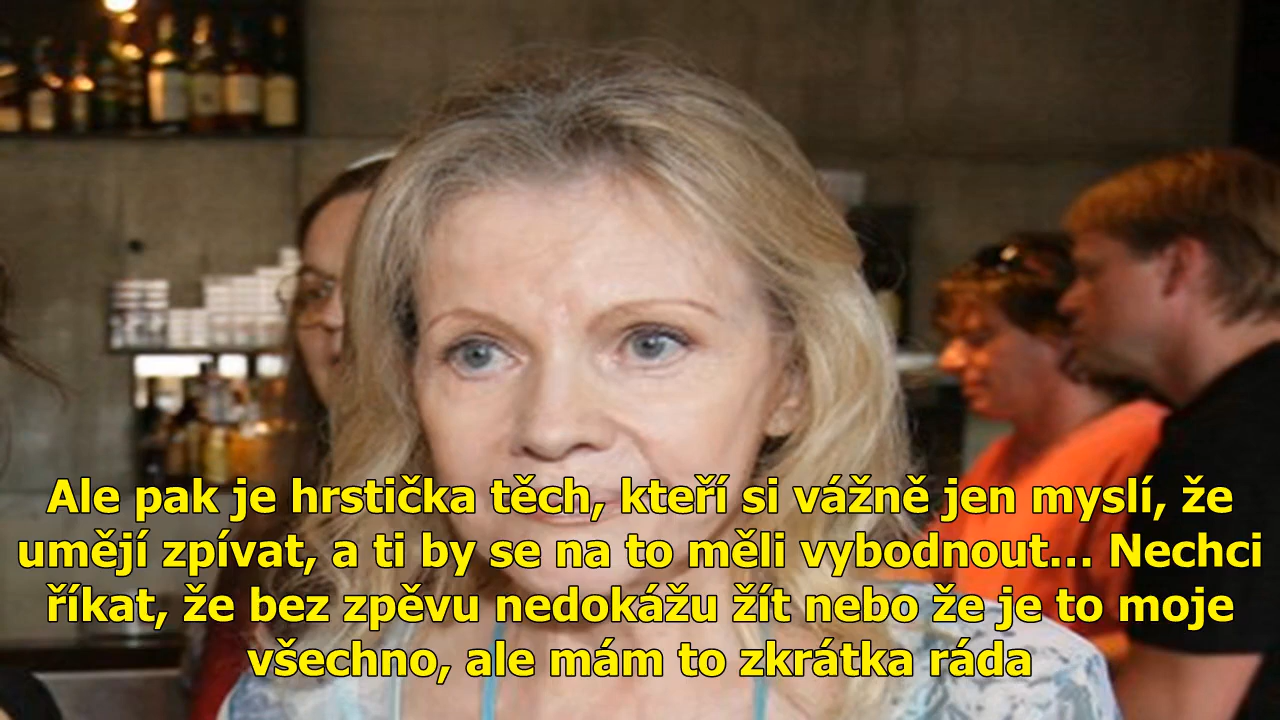 Ale pak je hrstička těch, kteří si vážně jen myslí, že
umějí zpívat, a ti by se na to měli vybodnout... Nechci
říkat, že bez zpěvu nedokážu žít nebo že je to moje
všechno, ale mám to zkrátka ráda